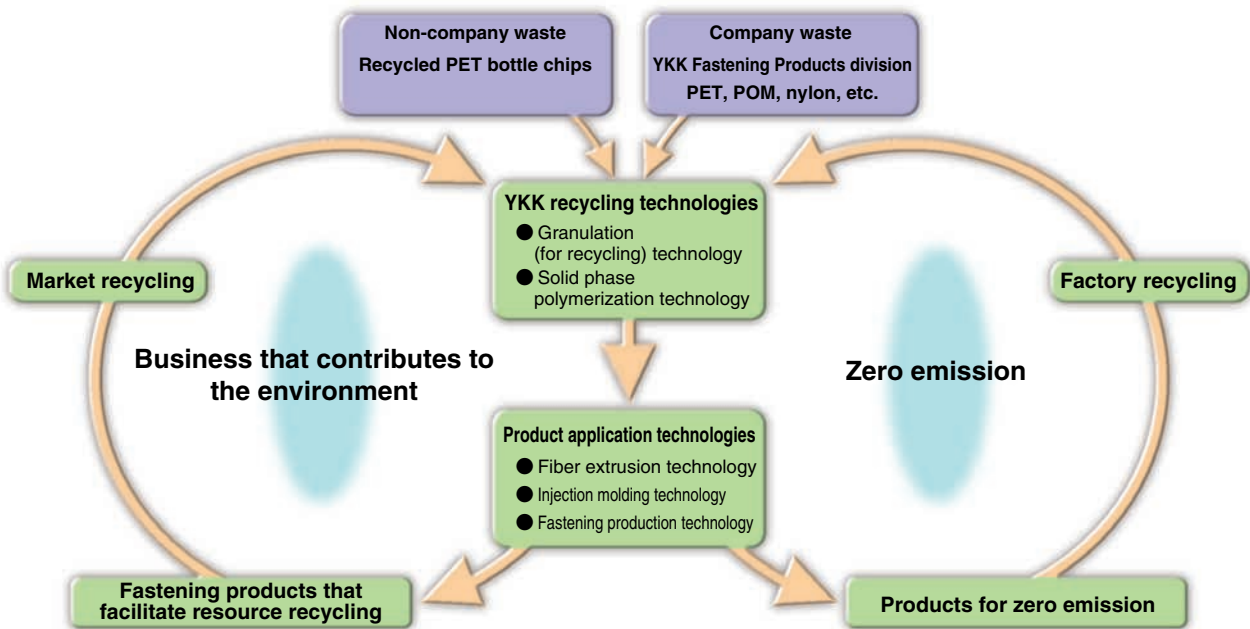 Non-company waste
Recycled PET bottle chips
Company waste
YKK Fastening Products division
PET, POM, nylon, etc.
YKK recycling technologies
● Granulation
(for recycling) technology
● Solid phase
polymerization technology
Market recycling
Factory recycling
Business that contributes to
the environment
Zero emission
Product application technologies
● Fiber extrusion technology
● Injection molding technology
● Fastening production technology
Fastening products that
facilitate resource recycling
Products for zero emission